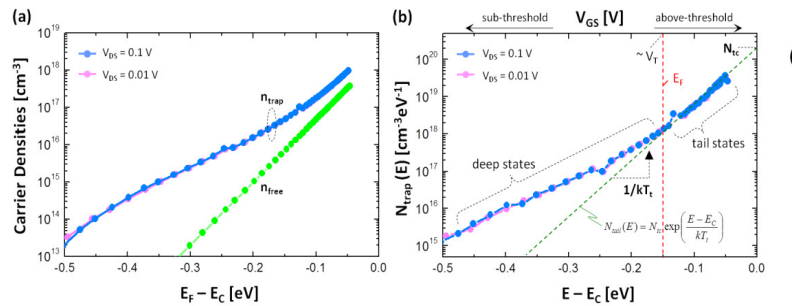 (a)
10^19
10^18
10^17
10^16
10^15
10^14
10^13
Carrier Densities [cm^-3]
V_DS = 0.1 V
V_DS = 0.01 V
n_trap
n_free
-0.5 -0.4 -0.3 -0.2 -0.1 0.0
E_F – E_C [eV]
(b)
sub-threshold V_GS [V] above-threshold
10^20
10^19
10^18
10^17
10^16
10^15
N_trap (E) [cm^-3eV^-1]
V_DS = 0.1 V
V_DS = 0.01 V
~ V_T
N_tc
E_F
deep states
tail states
1/kT_t
N_tail(E) = N_tc exp(E – E_C / kT_t)
-0.5 -0.4 -0.3 -0.2 -0.1 0.0
E – E_C [eV]
(